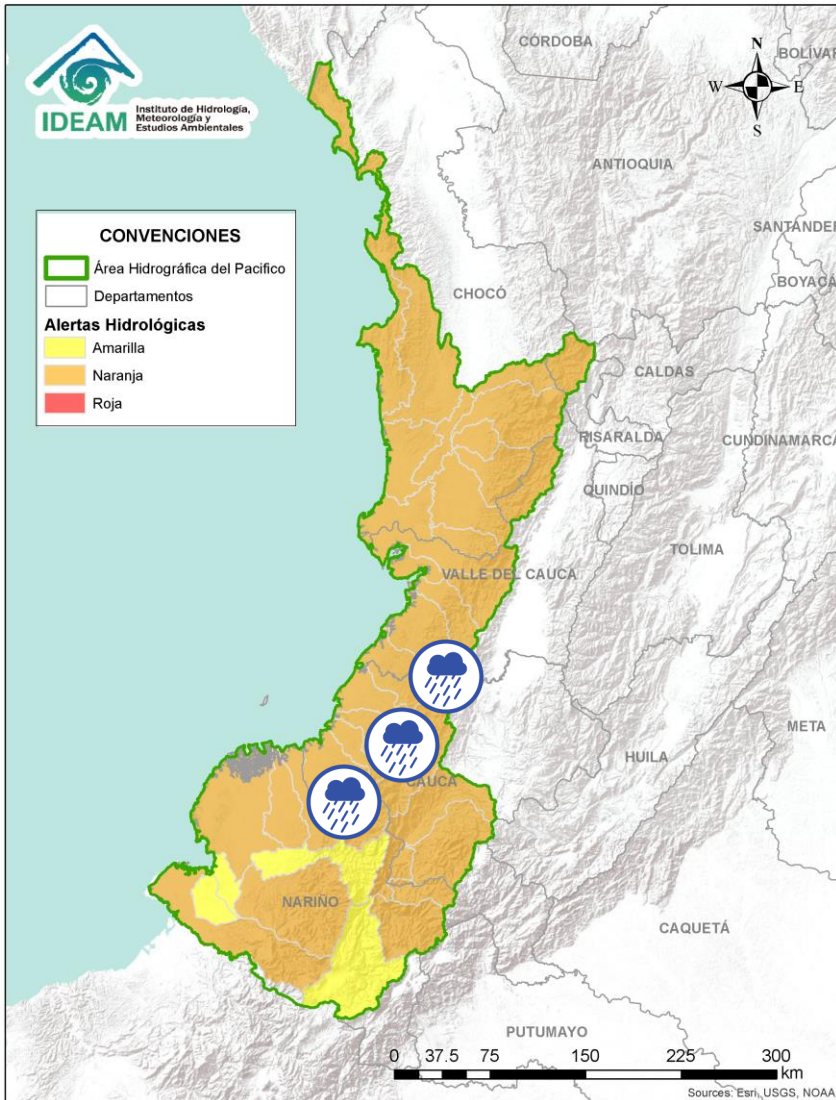 IDEAM
Instituto de Hidrología,
Meteorología y
Estudios Ambientales
CÓRDOBA
BOLÍVAR
N
W
E
S
ANTIOQUIA
CONVENCIONES
Área Hidrográfica del Pacifico
Departamentos
Alertas Hidrológicas
Amarilla
Naranja
Roja
SANTANDER
BOYACÁ
CHOCÓ
CALDAS
RISARALDA
CUNDINAMARCA
QUINDÍO
TOLIMA
VALLE DEL CAUCA
META
HUILA
CAUCA
NARIÑO
CAQUETÁ
PUTUMAYO
0 37.5 75 150 225 300
km
Sources: Esri, USGS, NOAA